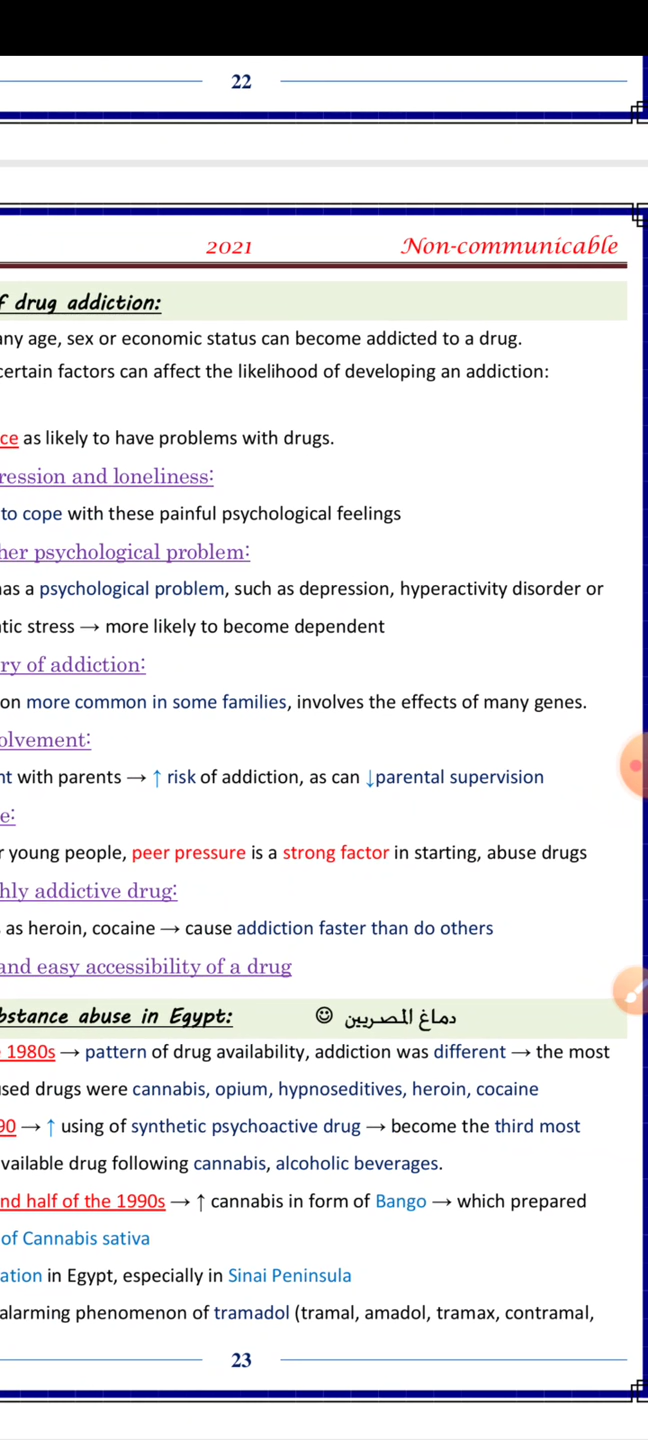 22
2021 Non-communicable
f drug addiction:
any age, sex or economic status can become addicted to a drug.
certain factors can affect the likelihood of developing an addiction:
ce as likely to have problems with drugs.
ression and loneliness:
to cope with these painful psychological feelings
her psychological problem:
has a psychological problem, such as depression, hyperactivity disorder or
tic stress → more likely to become dependent
ry of addiction:
on more common in some families, involves the effects of many genes.
olvement:
nt with parents → ↑ risk of addiction, as can ↓parental supervision
e:
r young people, peer pressure is a strong factor in starting, abuse drugs
hly addictive drug:
as heroin, cocaine → cause addiction faster than do others
and easy accessibility of a drug
bstance abuse in Egypt: ☺ دماغ المصريين
1980s → pattern of drug availability, addiction was different → the most
sed drugs were cannabis, opium, hypnoseditives, heroin, cocaine
90 → ↑ using of synthetic psychoactive drug → become the third most
vailable drug following cannabis, alcoholic beverages.
nd half of the 1990s → ↑ cannabis in form of Bango → which prepared
of Cannabis sativa
ation in Egypt, especially in Sinai Peninsula
alarming phenomenon of tramadol (tramal, amadol, tramax, contramal,
23